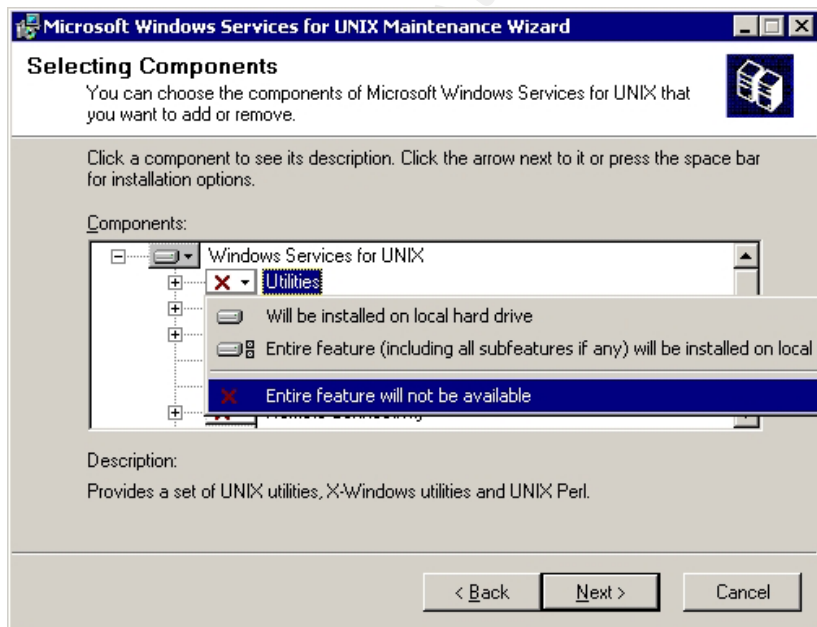 Microsoft Windows Services for UNIX Maintenance Wizard
Selecting Components
You can choose the components of Microsoft Windows Services for UNIX that
you want to add or remove.
Click a component to see its description. Click the arrow next to it or press the space bar
for installation options.
Components:
Windows Services for UNIX
Utilities
Will be installed on local hard drive
Entire feature (including all subfeatures if any) will be installed on local
Entire feature will not be available
Description:
Provides a set of UNIX utilities, X-Windows utilities and UNIX Perl.
< Back
Next >
Cancel